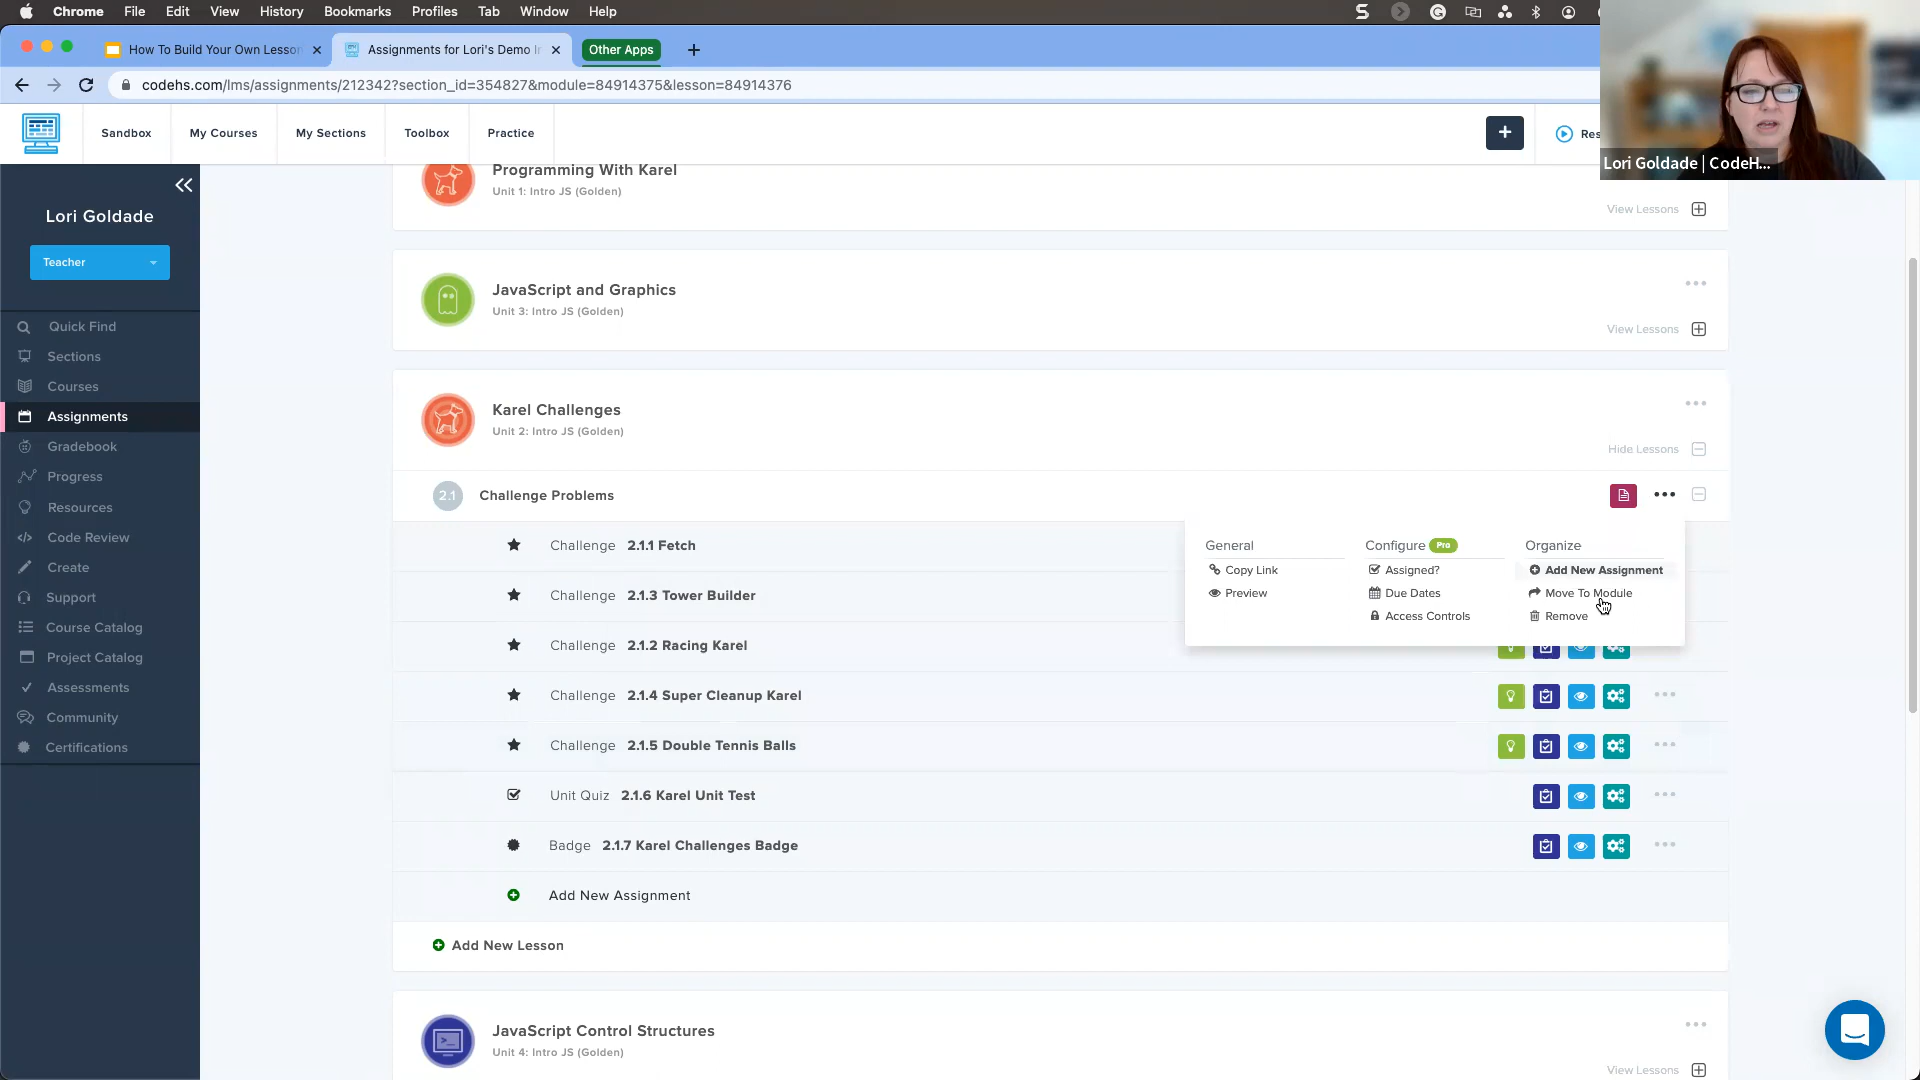 Chrome File Edit View History Bookmarks Profiles Tab Window Help
How To Build Your Own Lesson
Assignments for Lori's Demo In
Other Apps
codehs.com/lms/assignments/212342?section_id=354827&module=84914375&lesson=84914376
Sandbox My Courses My Sections Toolbox Practice
Lori Goldade | CodeH...
Lori Goldade
Teacher
Quick Find
Sections
Courses
Assignments
Gradebook
Progress
Resources
Code Review
Create
Support
Course Catalog
Project Catalog
Assessments
Community
Certifications
Programming With Karel
Unit 1: Intro JS (Golden)
View Lessons
JavaScript and Graphics
Unit 3: Intro JS (Golden)
View Lessons
Karel Challenges
Unit 2: Intro JS (Golden)
Hide Lessons
2.1 Challenge Problems
Challenge 2.1.1 Fetch
Challenge 2.1.3 Tower Builder
Challenge 2.1.2 Racing Karel
Challenge 2.1.4 Super Cleanup Karel
Challenge 2.1.5 Double Tennis Balls
Unit Quiz 2.1.6 Karel Unit Test
Badge 2.1.7 Karel Challenges Badge
Add New Assignment
Add New Lesson
General
Copy Link
Preview
Configure Pro
Assigned?
Due Dates
Access Controls
Organize
Add New Assignment
Move To Module
Remove
JavaScript Control Structures
Unit 4: Intro JS (Golden)
View Lessons